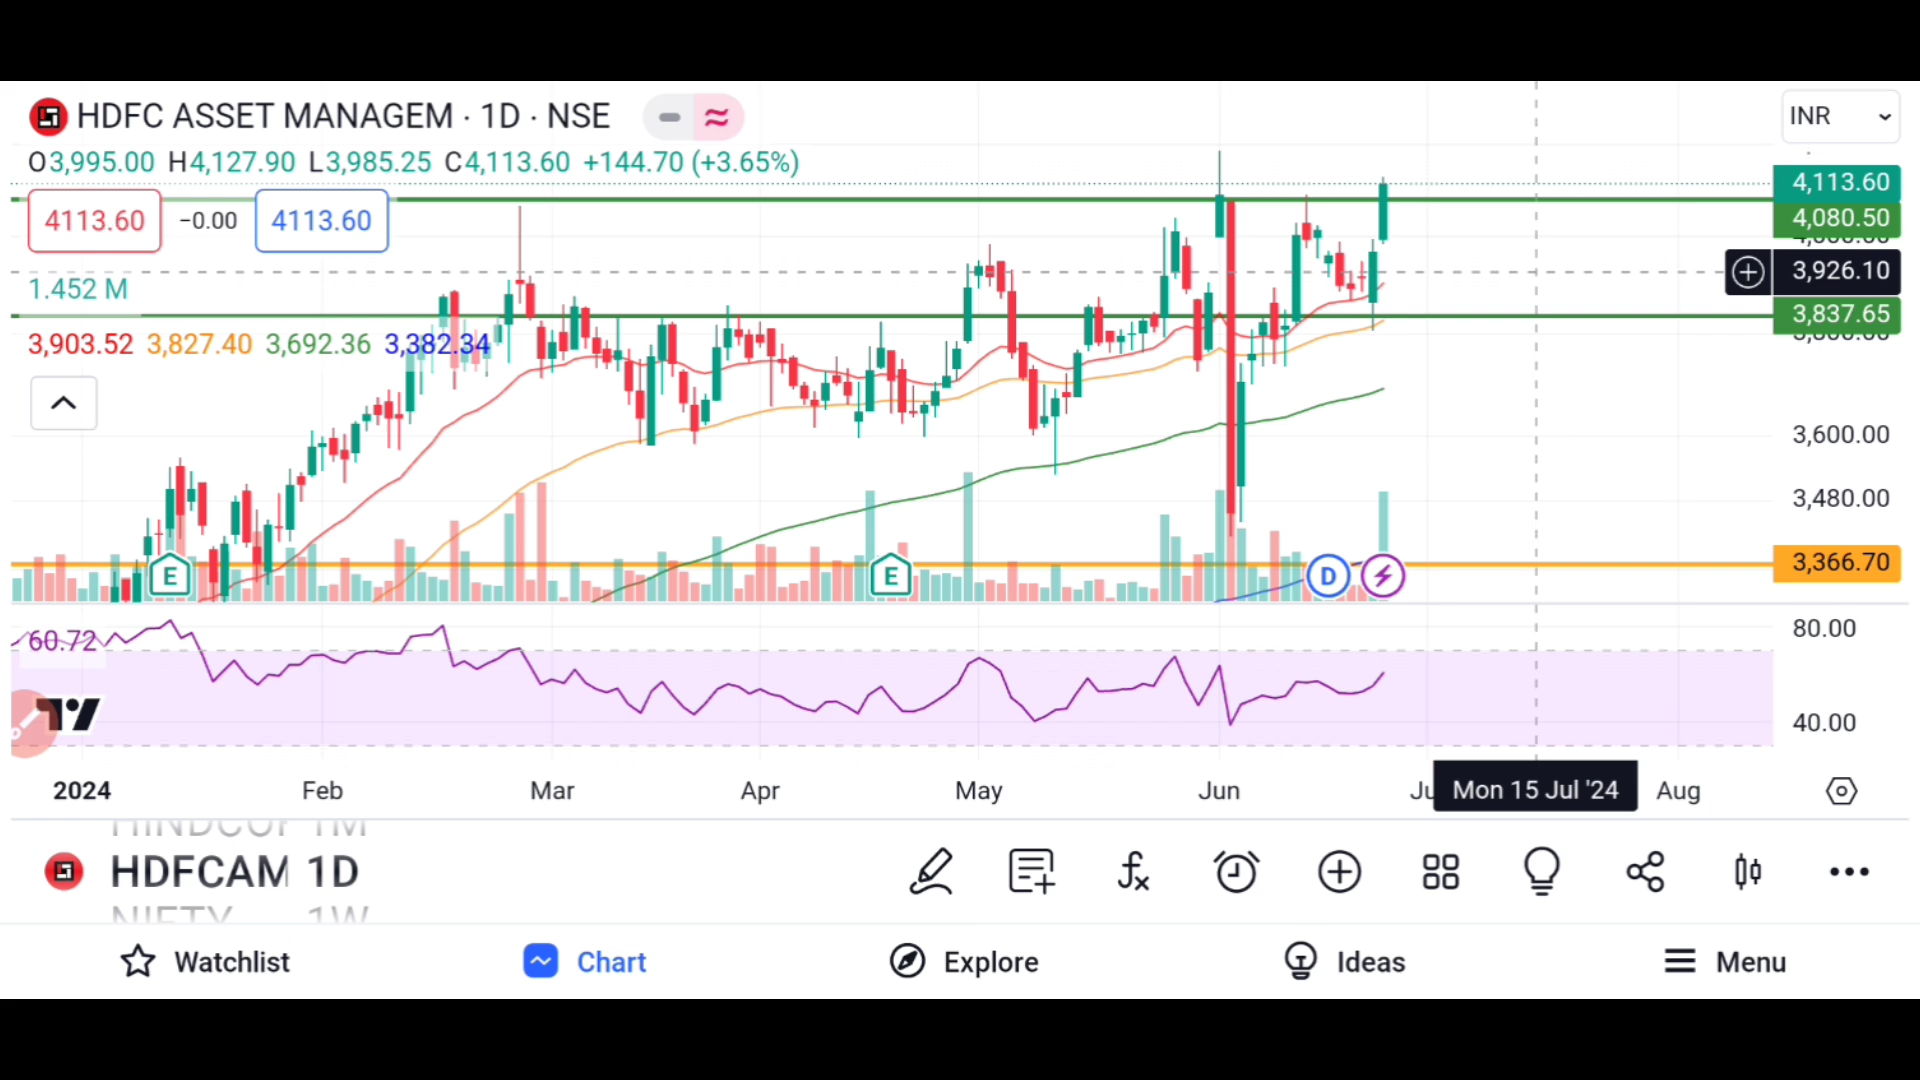 HDFC ASSET MANAGEM · 1D · NSE
INR
O3,995.00 H4,127.90 L3,985.25 C4,113.60 +144.70 (+3.65%)
4,113.60
4113.60 −0.00 4113.60
4,080.50
3,926.10
1.452 M
3,837.65
3,903.52 3,827.40 3,692.36 3,382.34
3,600.00
3,480.00
3,366.70
E E D
60.72
80.00
40.00
2024 Feb Mar Apr May Jun Mon 15 Jul '24 Aug
HDFCAM 1D
NIFTY 1W
Watchlist Chart Explore Ideas Menu